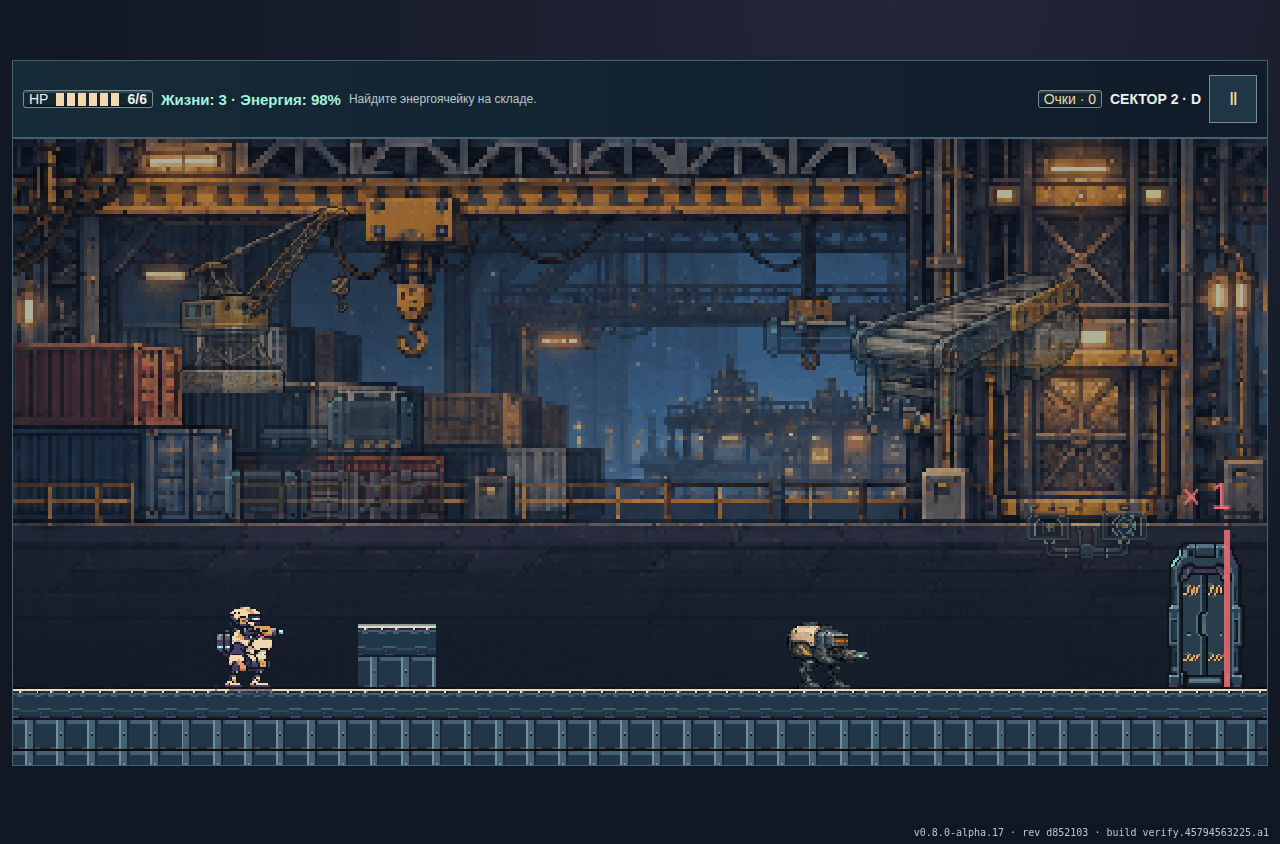 HP 6/6 Жизни: 3 · Энергия: 98% Найдите энергоячейку на складе. Очки · 0 СЕКТОР 2 · D II
× 1
v0.8.0-alpha.17 · rev d852103 · build verify.45794563225.a1